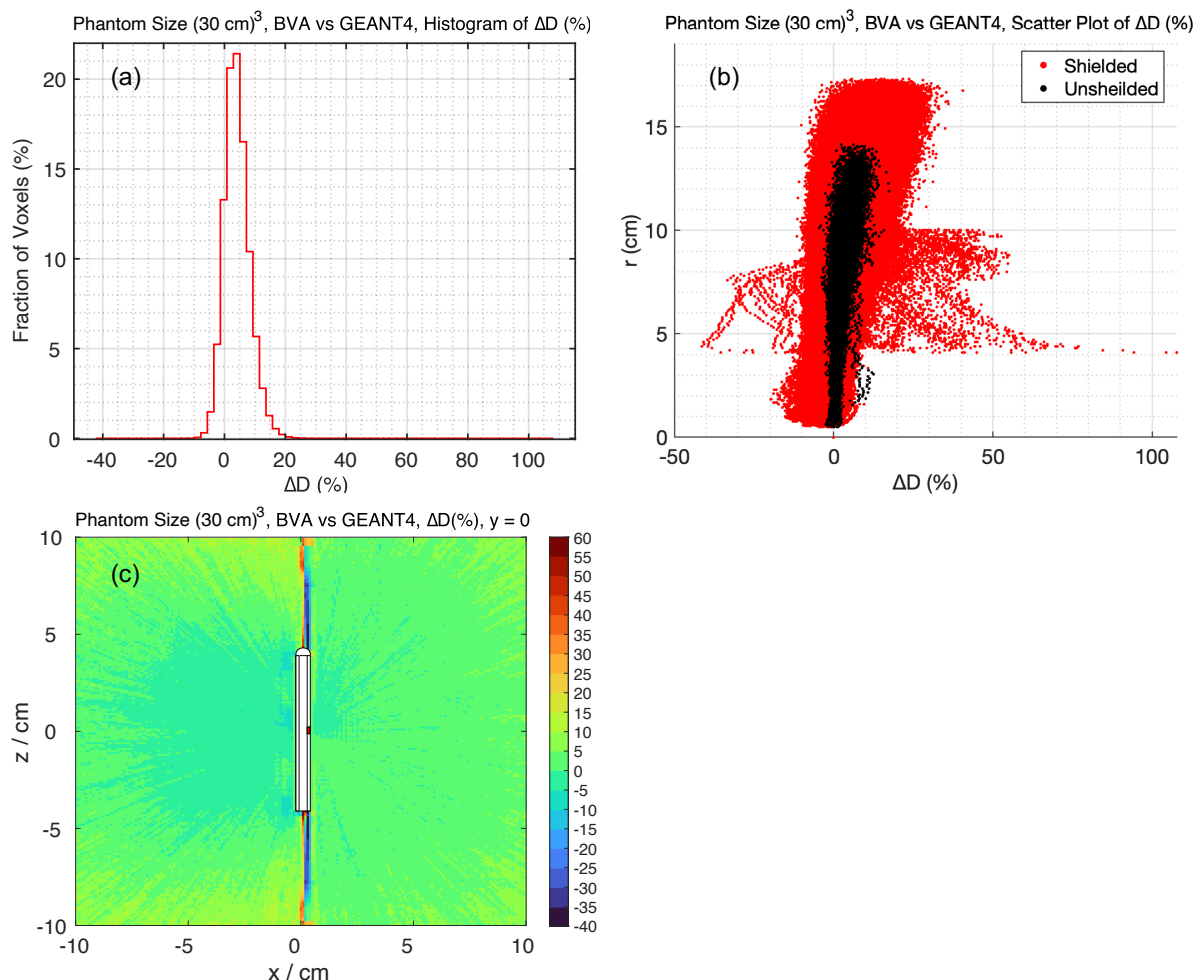 Phantom Size (30 cm)³, BVA vs GEANT4, Histogram of ΔD (%)
(a)
Fraction of Voxels (%)
20
15
10
5
0
-40 -20 0 20 40 60 80 100
ΔD (%)
Phantom Size (30 cm)³, BVA vs GEANT4, Scatter Plot of ΔD (%)
(b)
Shielded
Unsheilded
r (cm)
15
10
5
0
-50 0 50 100
ΔD (%)
Phantom Size (30 cm)³, BVA vs GEANT4, ΔD(%), y = 0
(c)
z / cm
10
5
0
-5
-10
-10 -5 0 5 10
x / cm
60
55
50
45
40
35
30
25
20
15
10
5
0
-5
-10
-15
-20
-25
-30
-35
-40